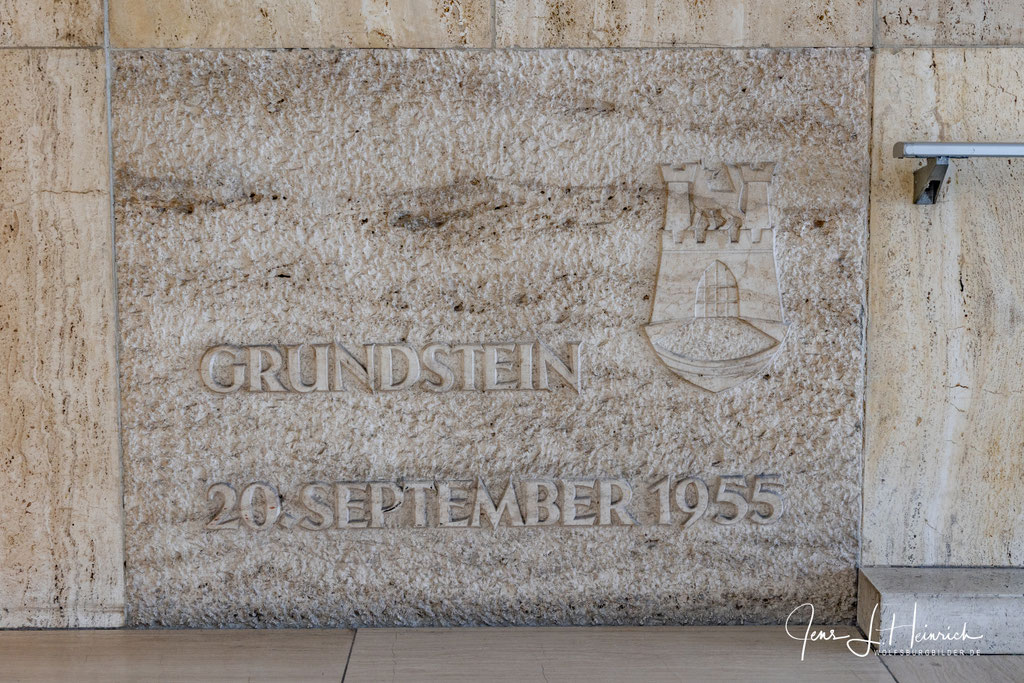 GRUNDSTEIN
20. SEPTEMBER 1955
Jens L. Heinrich
WOLFSBURGBILDER.DE